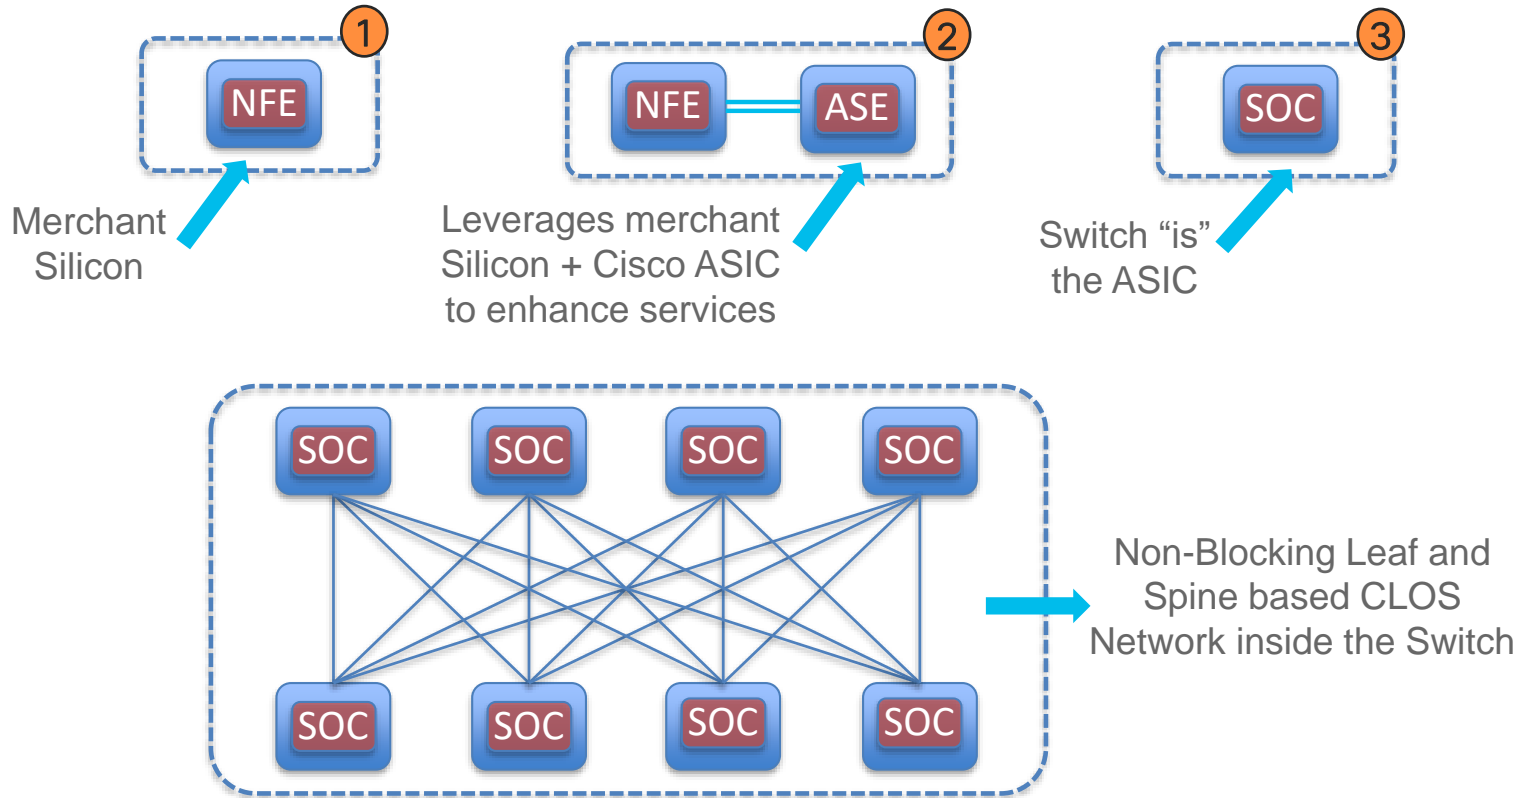 1
NFE
Merchant
Silicon
2
NFE
ASE
Leverages merchant
Silicon + Cisco ASIC
to enhance services
3
SOC
Switch “is”
the ASIC
SOC
SOC
SOC
SOC
SOC
SOC
SOC
SOC
Non-Blocking Leaf and
Spine based CLOS
Network inside the Switch